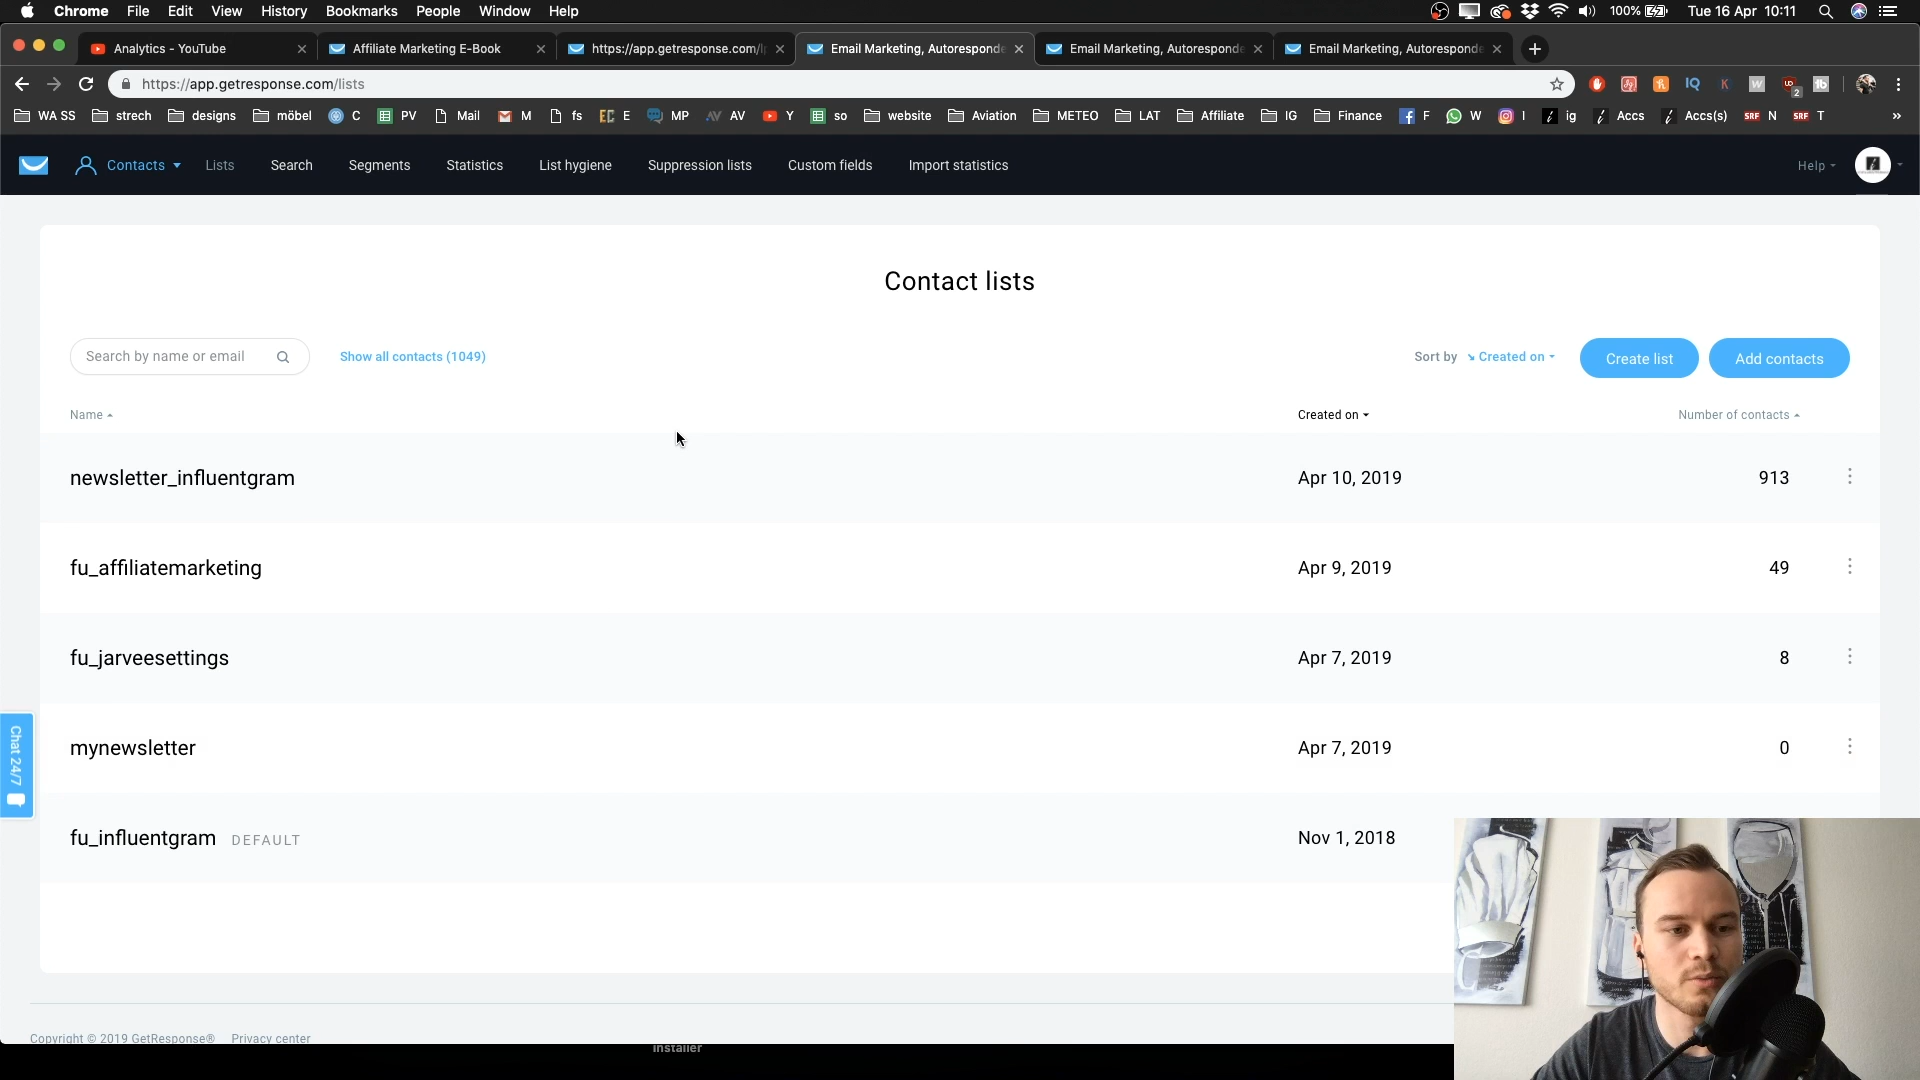 Chrome File Edit View History Bookmarks People Window Help 100% Tue 16 Apr 10:11
Analytics - YouTube Affiliate Marketing E-Book https://app.getresponse.com/l Email Marketing, Autoresponde Email Marketing, Autoresponde Email Marketing, Autoresponde
https://app.getresponse.com/lists
WA SS strech designs möbel C PV Mail M fs E MP AV Y so website Aviation METEO LAT Affiliate IG Finance F W I ig Accs Accs(s) SRF N SRF T »
Contacts Lists Search Segments Statistics List hygiene Suppression lists Custom fields Import statistics Help
Contact lists
Search by name or email Show all contacts (1049) Sort by Created on Create list Add contacts
Name Created on Number of contacts
newsletter_influentgram Apr 10, 2019 913
fu_affiliatemarketing Apr 9, 2019 49
fu_jarveesettings Apr 7, 2019 8
mynewsletter Apr 7, 2019 0
Chat 24/7
fu_influentgram DEFAULT Nov 1, 2018
Copyright © 2019 GetResponse® Privacy center
installer